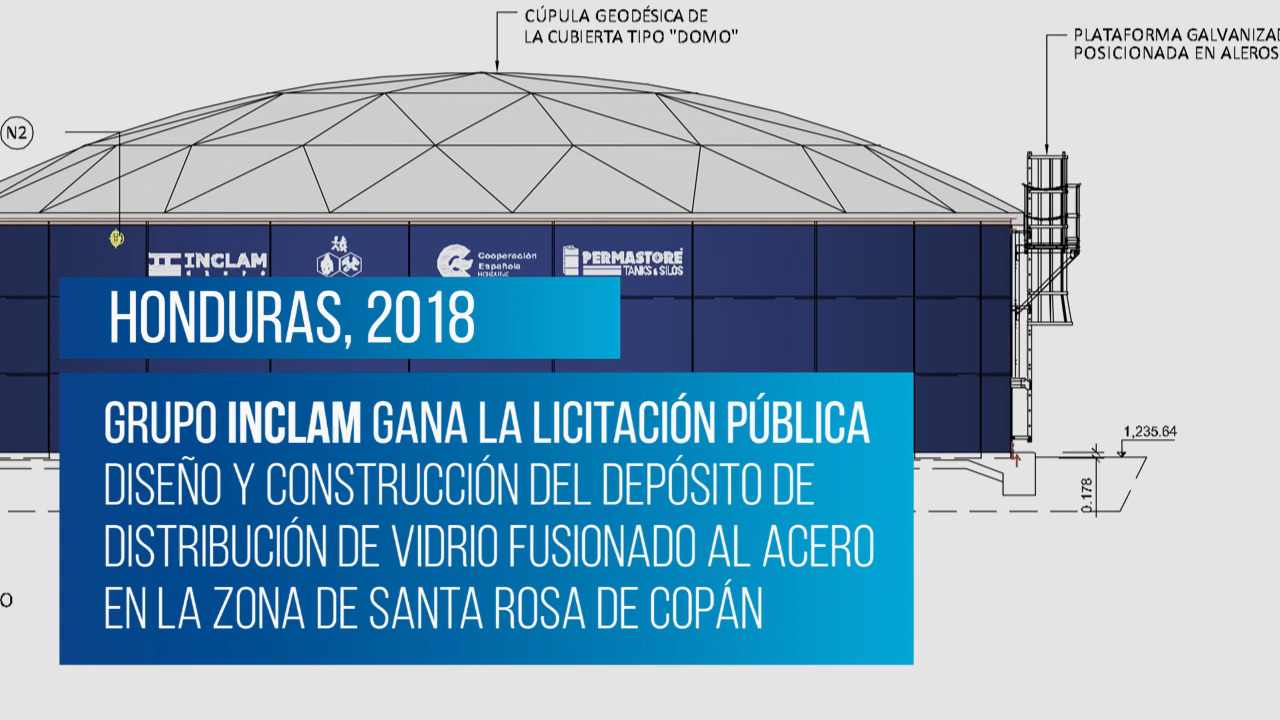 CÚPULA GEODÉSICA DE
LA CUBIERTA TIPO "DOMO"
PLATAFORMA GALVANIZAD
POSICIONADA EN ALEROS
N2
INCLAM
Cooperación
Española
HONDURAS
PERMASTORE
TANKS & SILOS
HONDURAS, 2018
GRUPO INCLAM GANA LA LICITACIÓN PÚBLICA
DISEÑO Y CONSTRUCCIÓN DEL DEPÓSITO DE
DISTRIBUCIÓN DE VIDRIO FUSIONADO AL ACERO
EN LA ZONA DE SANTA ROSA DE COPÁN
1,235.64
0.178
O